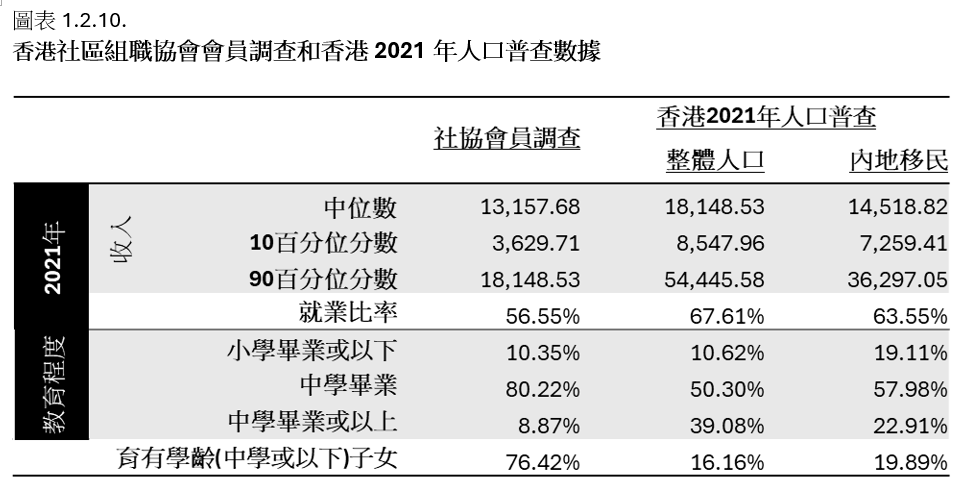 圖表 1.2.10.
香港社區組職協會會員調查和香港 2021 年人口普查數據
香港2021年人口普查
社協會員調查 整體人口 內地移民
2021年
收人
中位數 13,157.68 18,148.53 14,518.82
10百分位分數 3,629.71 8,547.96 7,259.41
90百分位分數 18,148.53 54,445.58 36,297.05
就業比率 56.55% 67.61% 63.55%
教育程度
小學畢業或以下 10.35% 10.62% 19.11%
中學畢業 80.22% 50.30% 57.98%
中學畢業或以上 8.87% 39.08% 22.91%
育有學齡(中學或以下)子女 76.42% 16.16% 19.89%